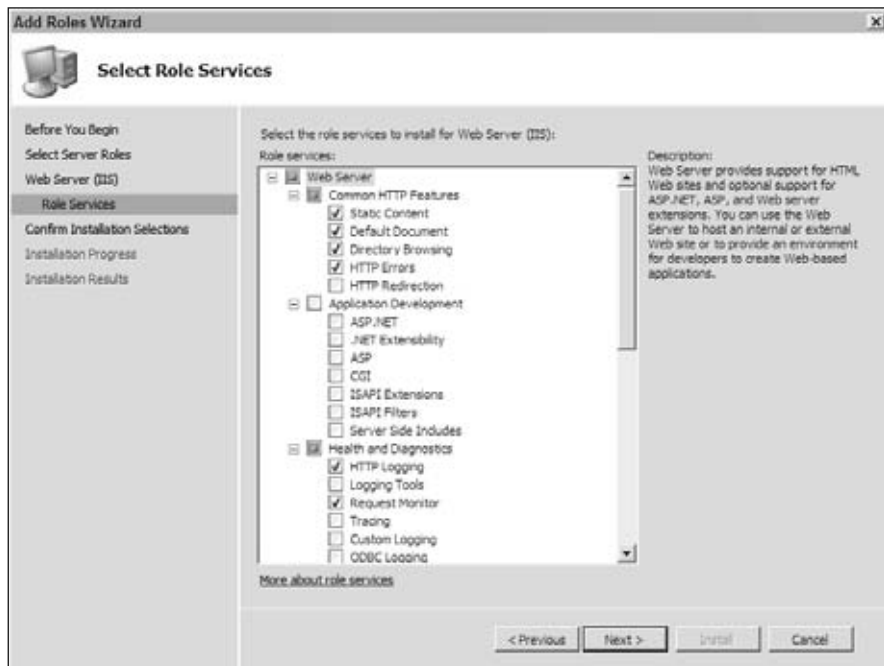 Add Roles Wizard
Select Role Services
Before You Begin
Select Server Roles
Web Server (IIS)
Role Services
Confirm Installation Selections
Installation Progress
Installation Results
Select the role services to install for Web Server (IIS):
Role services:
Web Server
Common HTTP Features
Static Content
Default Document
Directory Browsing
HTTP Errors
HTTP Redirection
Application Development
ASP.NET
.NET Extensibility
ASP
CGI
ISAPI Extensions
ISAPI Filters
Server Side Includes
Health and Diagnostics
HTTP Logging
Logging Tools
Request Monitor
Tracing
Custom Logging
ODBC Logging
More about role services
Description:
Web Server provides support for HTML
Web sites and optional support for
ASP.NET, ASP, and Web server
extensions. You can use the Web
Server to host an internal or external
Web site or to provide an environment
for developers to create Web-based
applications.
< Previous
Next >
Install
Cancel